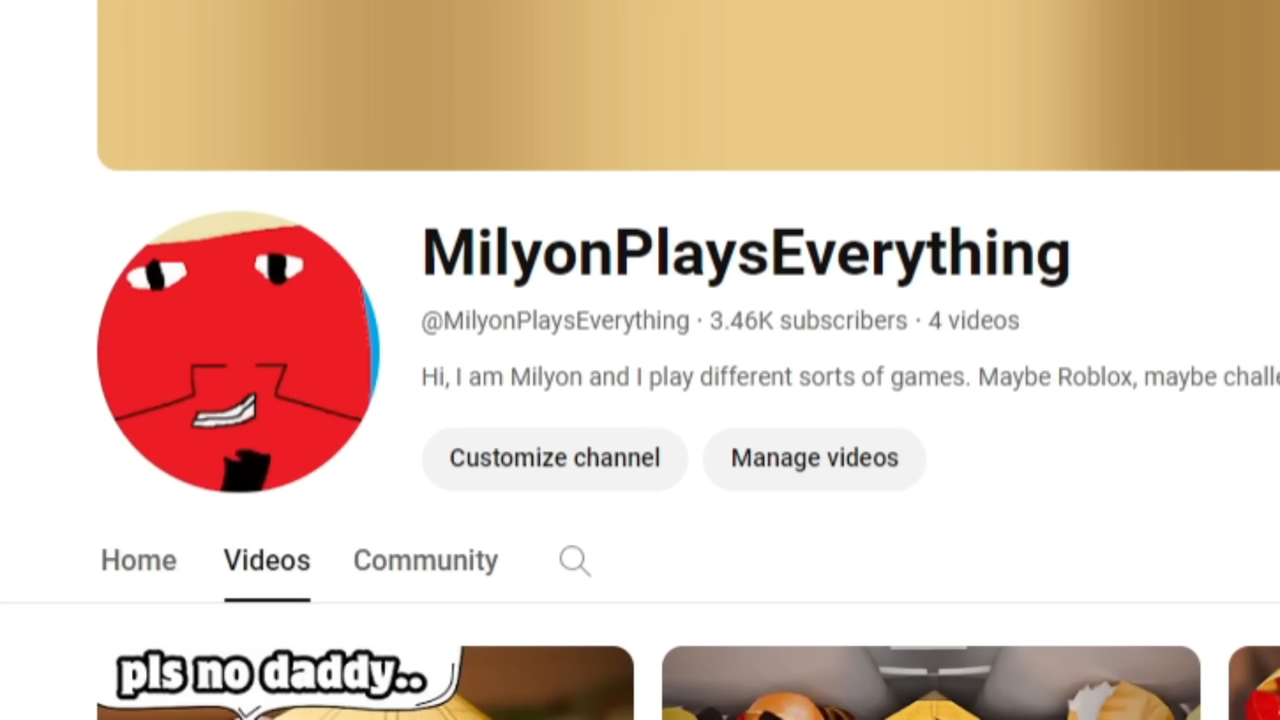 MilyonPlaysEverything
@MilyonPlaysEverything · 3.46K subscribers · 4 videos
Hi, I am Milyon and I play different sorts of games. Maybe Roblox, maybe
Customize channel Manage videos
Home Videos Community
pls no daddy..